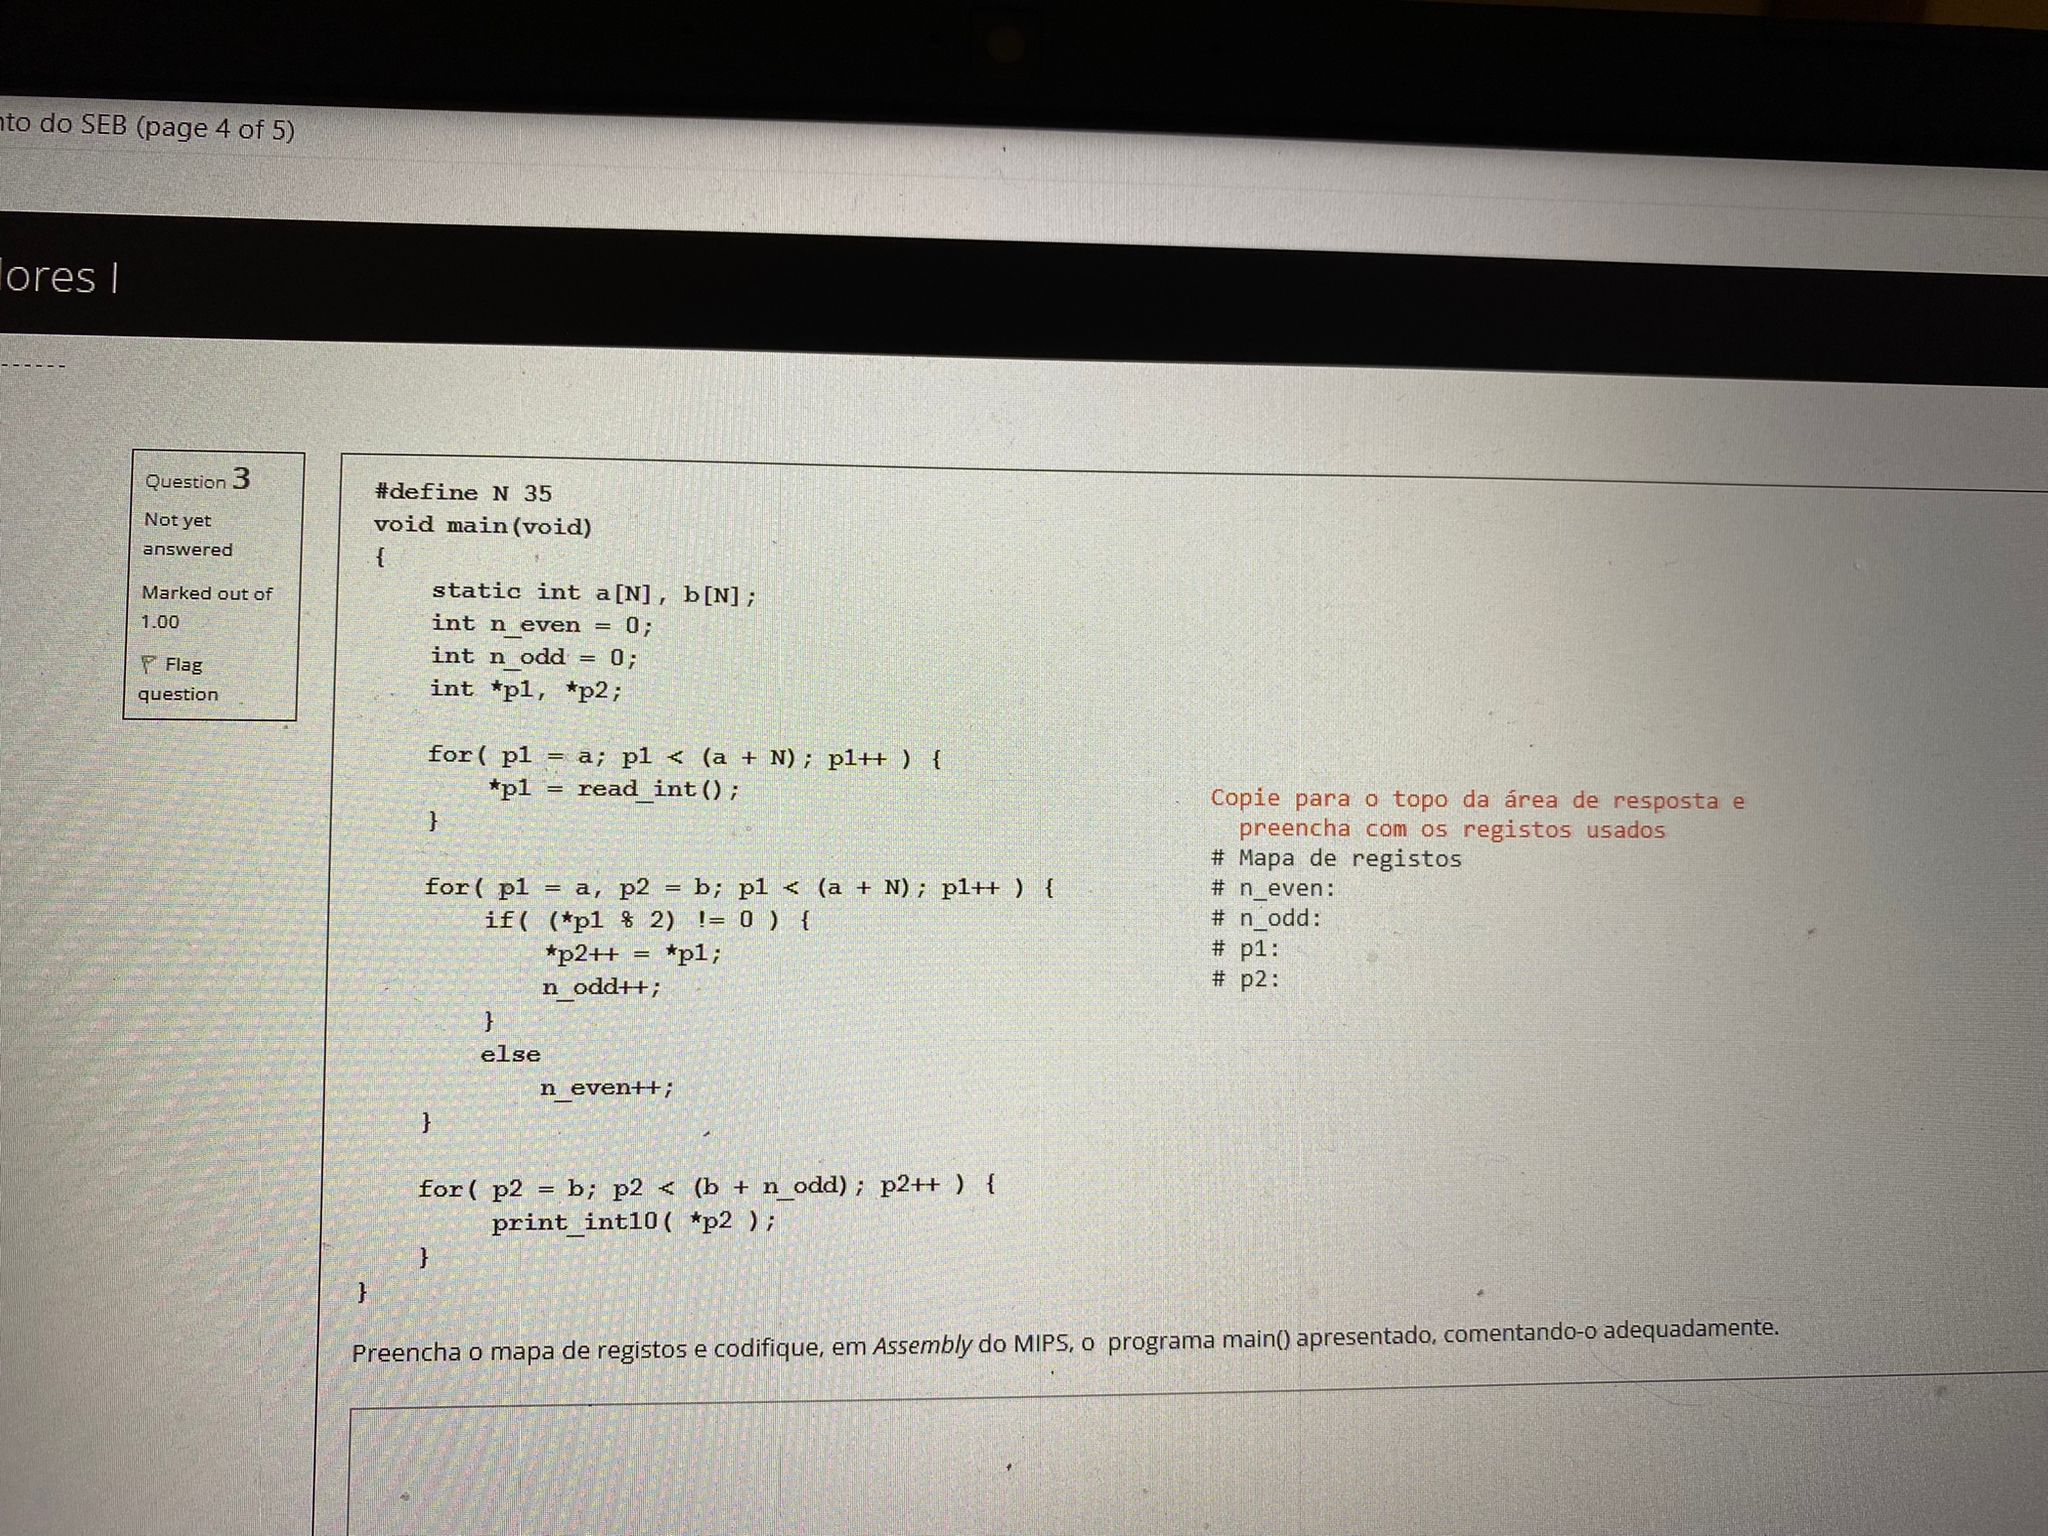 nto do SEB (page 4 of 5)
lores I
------
Question 3
Not yet
answered
Marked out of
1.00
Flag
question
#define N 35
void main(void)
{
static int a[N], b[N];
int n_even = 0;
int n_odd = 0;
int *p1, *p2;
for( p1 = a; p1 < (a + N); p1++ ) {
*p1 = read_int();
}
for( p1 = a, p2 = b; p1 < (a + N); p1++ ) {
if( (*p1 % 2) != 0 ) {
*p2++ = *p1;
n_odd++;
}
else
n_even++;
}
for( p2 = b; p2 < (b + n_odd); p2++ ) {
print_int10( *p2 );
}
}
Copie para o topo da área de resposta e
preencha com os registos usados
# Mapa de registos
# n_even:
# n_odd:
# p1:
# p2:
Preencha o mapa de registos e codifique, em Assembly do MIPS, o programa main() apresentado, comentando-o adequadamente.